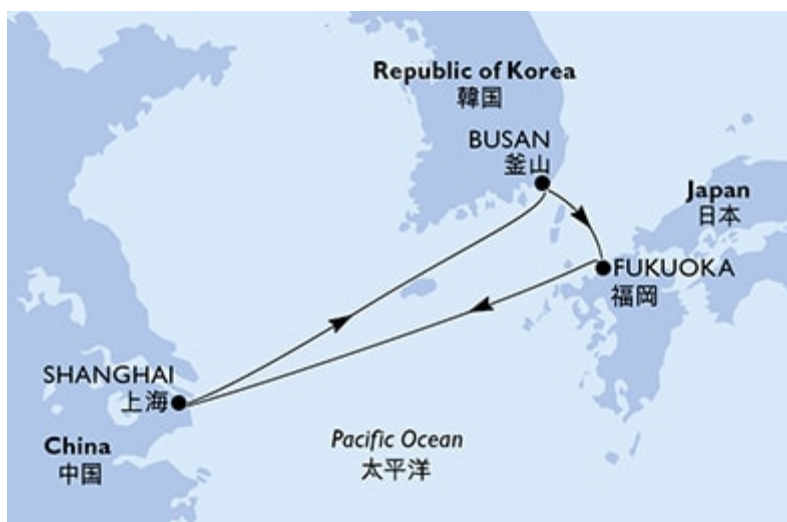 Republic of Korea
韓国
BUSAN
釜山
Japan
日本
FUKUOKA
福岡
SHANGHAI
上海
China
中国
Pacific Ocean
太平洋